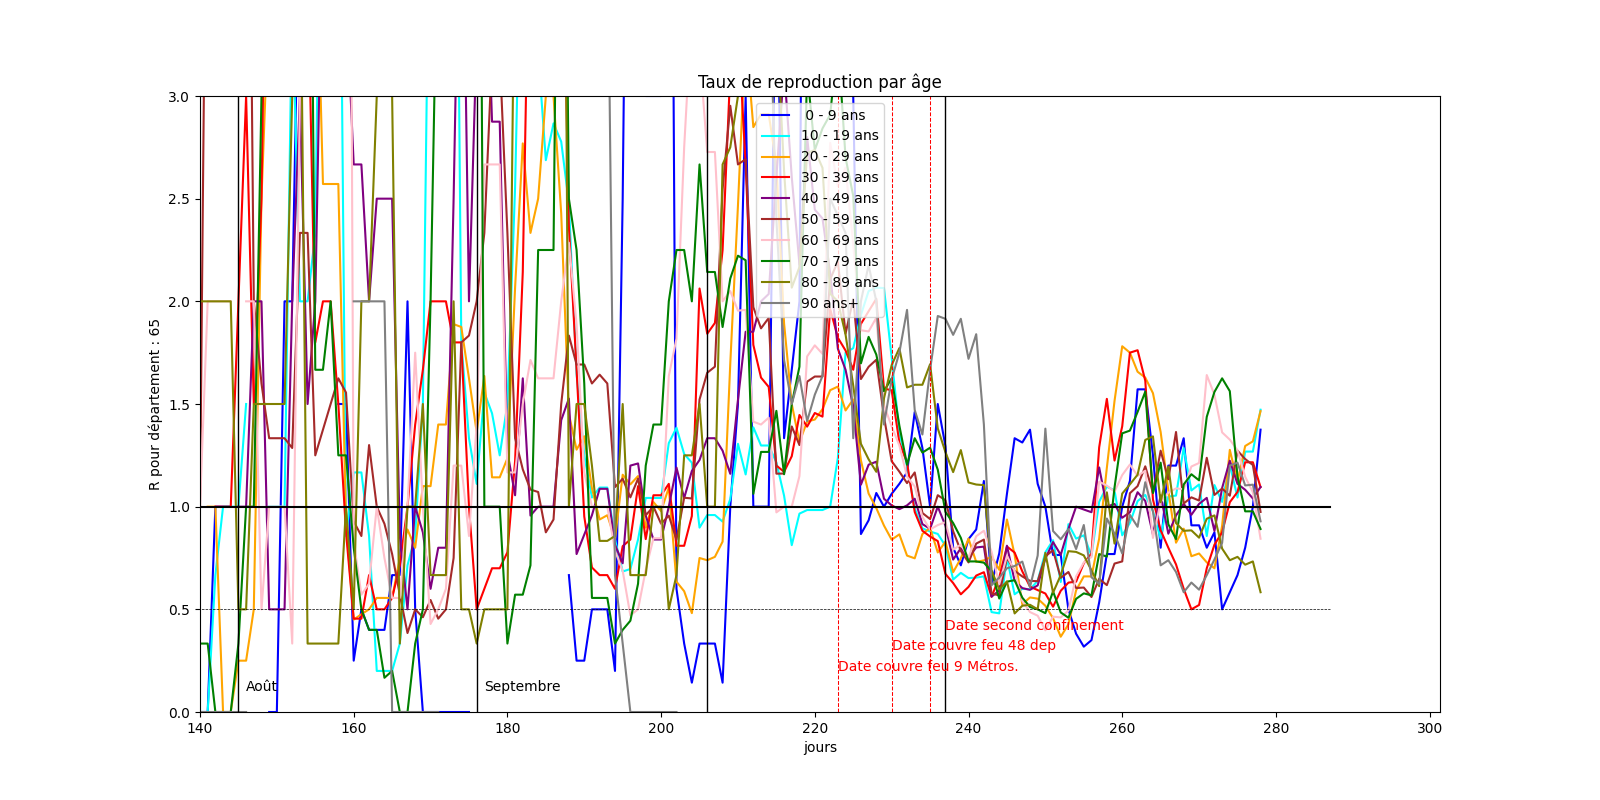 Taux de reproduction par âge
R pour département : 65
3.0
2.5
2.0
1.5
1.0
0.5
0.0
0 - 9 ans
10 - 19 ans
20 - 29 ans
30 - 39 ans
40 - 49 ans
50 - 59 ans
60 - 69 ans
70 - 79 ans
80 - 89 ans
90 ans+
Date second confinement
Date couvre feu 48 dep
Date couvre feu 9 Métros.
Août
Septembre
140 160 180 200 220 240 260 280 300
jours